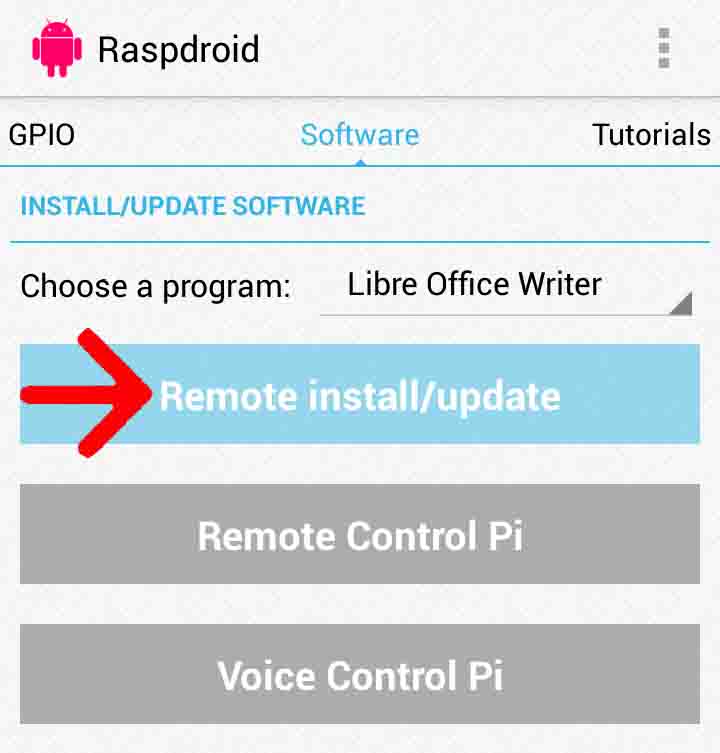 Raspdroid
GPIO Software Tutorials
INSTALL/UPDATE SOFTWARE
Choose a program: Libre Office Writer
Remote install/update
Remote Control Pi
Voice Control Pi